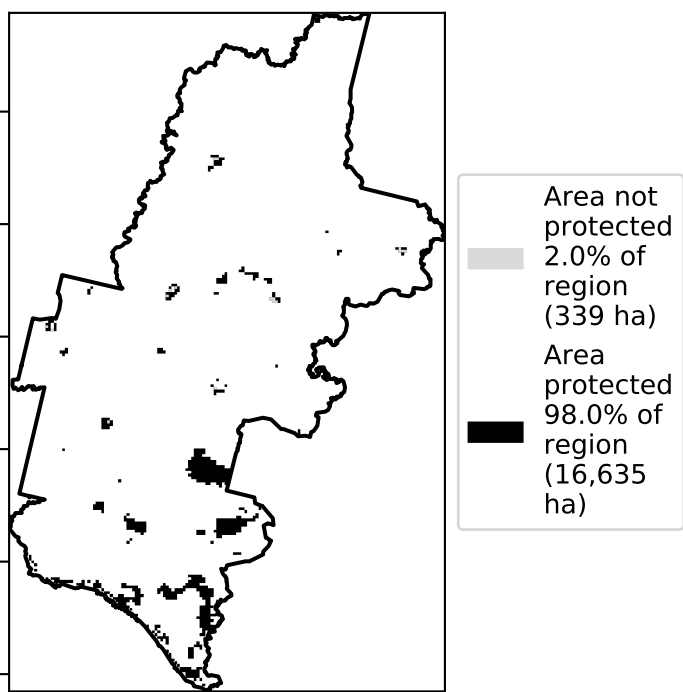 Area not
protected
2.0% of
region
(339 ha)
Area
protected
98.0% of
region
(16,635
ha)